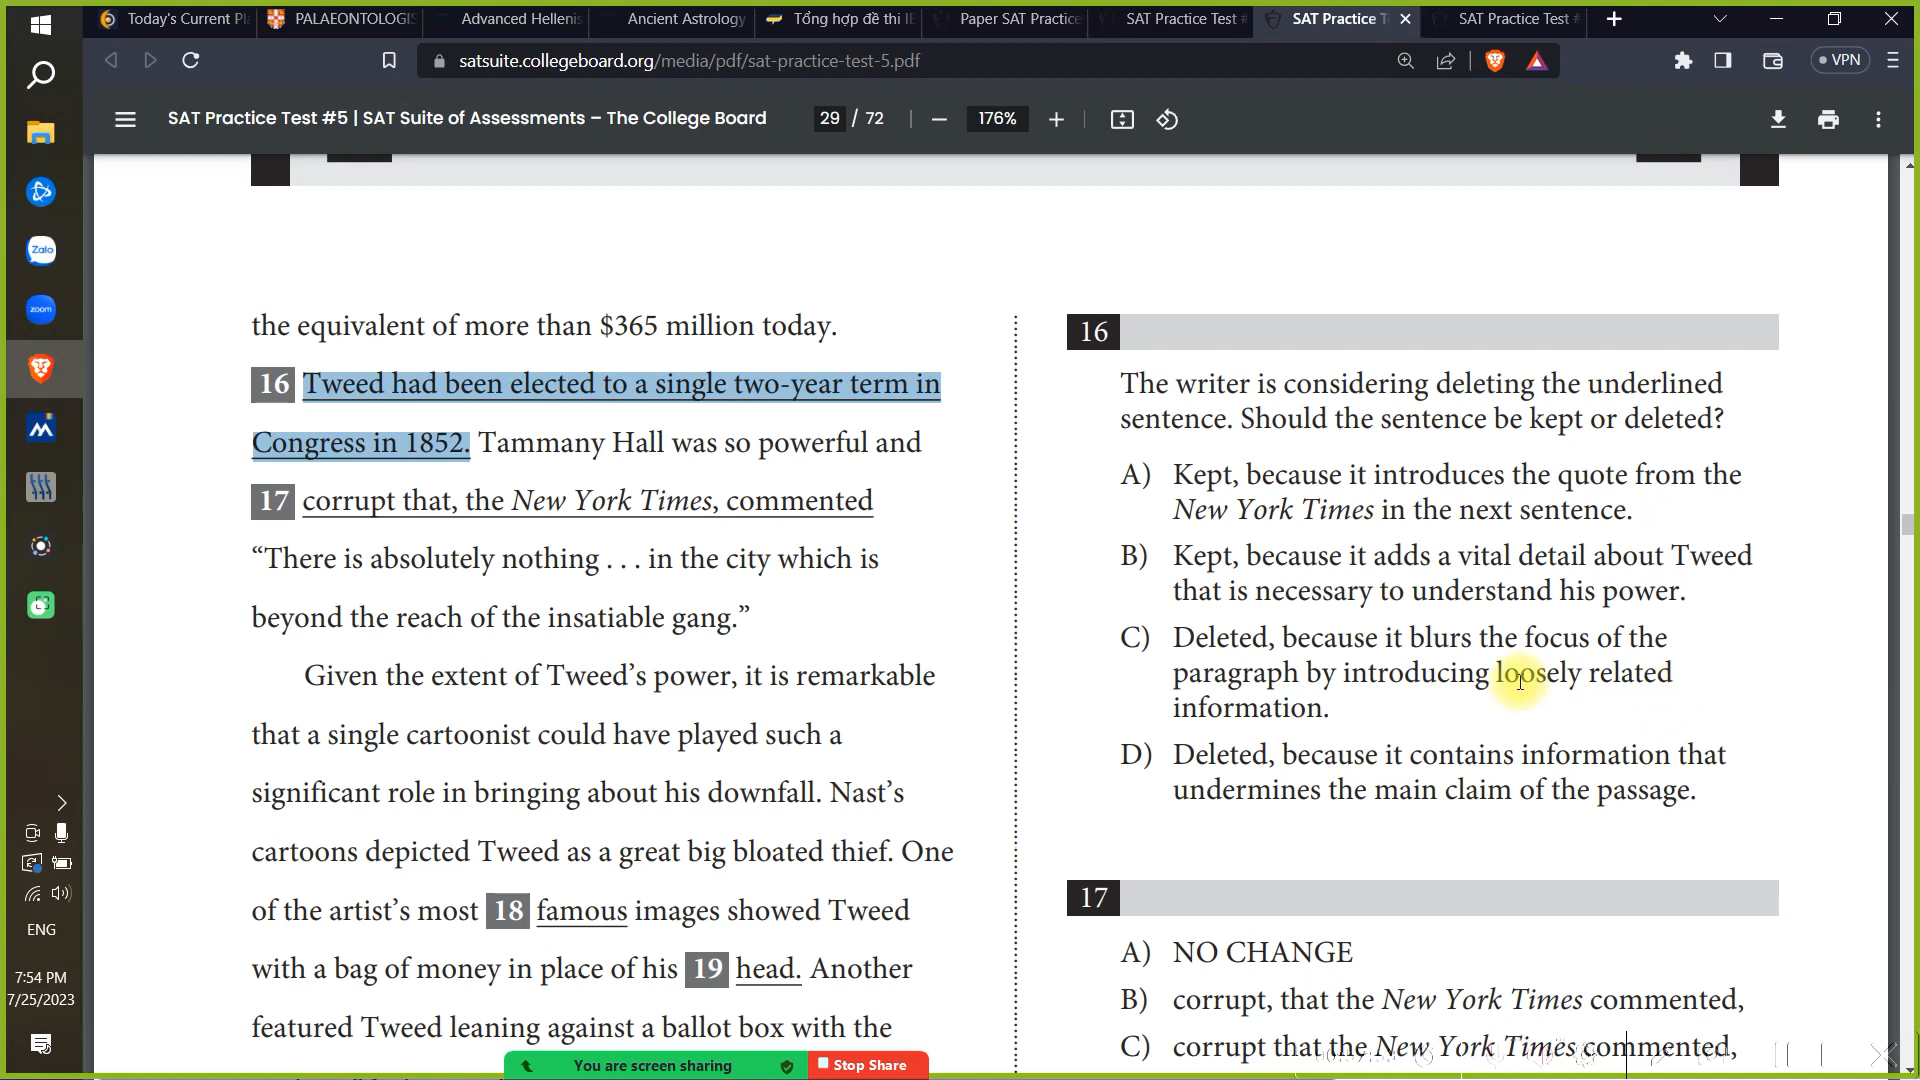 Today's Current Pl
PALAEONTOLOGIS
Advanced Hellenis
Ancient Astrology
Tổng hợp đề thi IE
Paper SAT Practice
SAT Practice Test #
SAT Practice T
SAT Practice Test #
satsuite.collegeboard.org/media/pdf/sat-practice-test-5.pdf
VPN
SAT Practice Test #5 | SAT Suite of Assessments – The College Board
29 / 72
176%
Zalo
zoom
the equivalent of more than $365 million today.
16 Tweed had been elected to a single two-year term in
Congress in 1852. Tammany Hall was so powerful and
17 corrupt that, the New York Times, commented
“There is absolutely nothing . . . in the city which is
beyond the reach of the insatiable gang.”
Given the extent of Tweed’s power, it is remarkable
that a single cartoonist could have played such a
significant role in bringing about his downfall. Nast’s
cartoons depicted Tweed as a great big bloated thief. One
of the artist’s most 18 famous images showed Tweed
with a bag of money in place of his 19 head. Another
featured Tweed leaning against a ballot box with the
16
The writer is considering deleting the underlined
sentence. Should the sentence be kept or deleted?
A) Kept, because it introduces the quote from the
New York Times in the next sentence.
B) Kept, because it adds a vital detail about Tweed
that is necessary to understand his power.
C) Deleted, because it blurs the focus of the
paragraph by introducing loosely related
information.
D) Deleted, because it contains information that
undermines the main claim of the passage.
17
A) NO CHANGE
B) corrupt, that the New York Times commented,
C) corrupt that the New York Times commented,
ENG
7:54 PM
7/25/2023
You are screen sharing
Stop Share